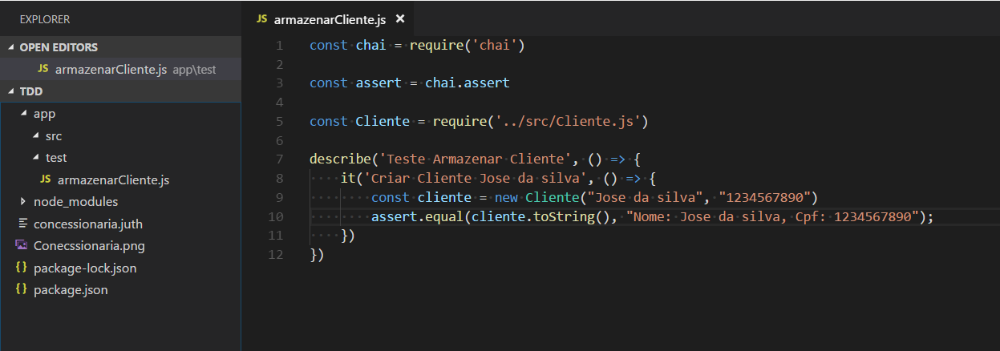 EXPLORER
OPEN EDITORS
JS armazenarCliente.js app\test
TDD
app
src
test
JS armazenarCliente.js
node_modules
concessionaria.juth
Conecssionaria.png
{} package-lock.json
{} package.json
JS armazenarCliente.js ×
1 const chai = require('chai')
2
3 const assert = chai.assert
4
5 const Cliente = require('../src/Cliente.js')
6
7 describe('Teste Armazenar Cliente', () => {
8     it('Criar Cliente Jose da silva', () => {
9         const cliente = new Cliente("Jose da silva", "1234567890")
10         assert.equal(cliente.toString(), "Nome: Jose da silva, Cpf: 1234567890");
11     })
12 })